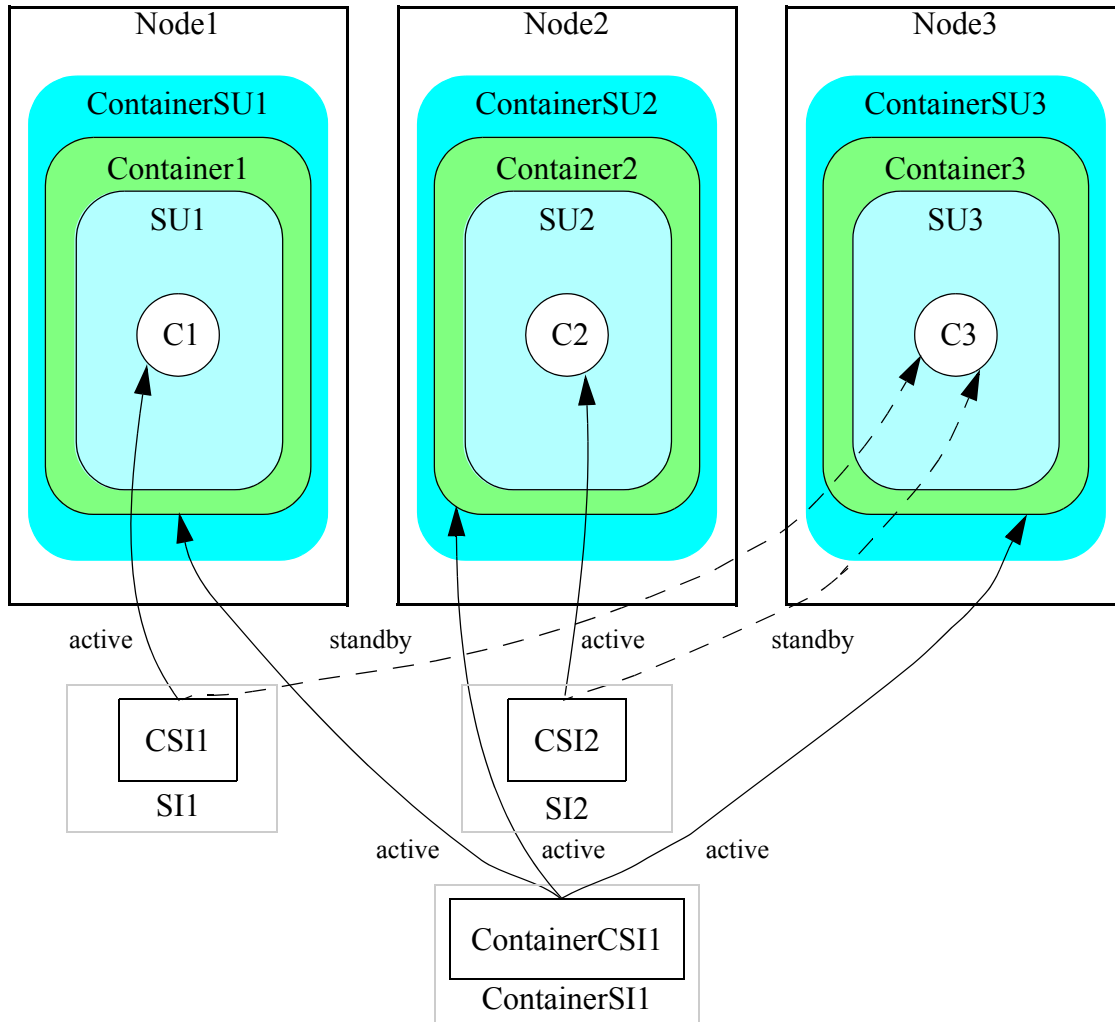 Node1
Node2
Node3
ContainerSU1
ContainerSU2
ContainerSU3
Container1
Container2
Container3
SU1
SU2
SU3
C1
C2
C3
active
standby
active
standby
CSI1
CSI2
SI1
SI2
active
active
active
ContainerCSI1
ContainerSI1